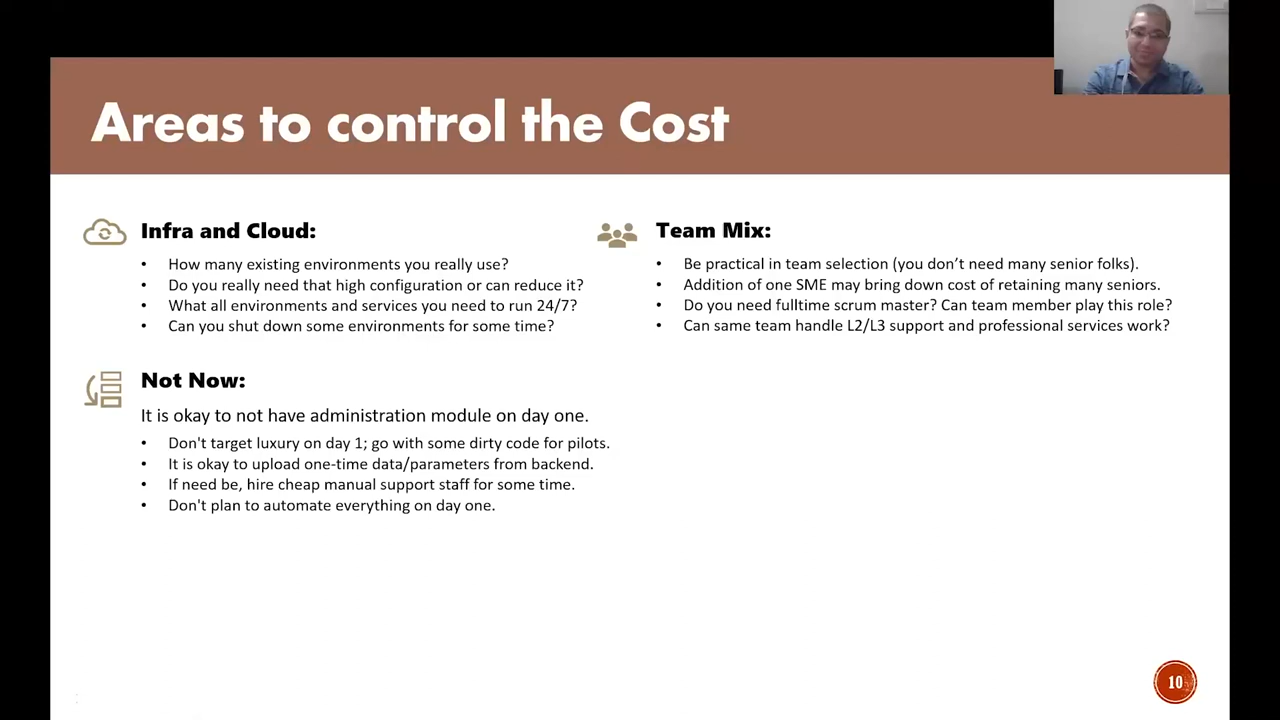 Areas to control the Cost
Infra and Cloud:
• How many existing environments you really use?
• Do you really need that high configuration or can reduce it?
• What all environments and services you need to run 24/7?
• Can you shut down some environments for some time?
Team Mix:
• Be practical in team selection (you don’t need many senior folks).
• Addition of one SME may bring down cost of retaining many seniors.
• Do you need fulltime scrum master? Can team member play this role?
• Can same team handle L2/L3 support and professional services work?
Not Now:
It is okay to not have administration module on day one.
• Don't target luxury on day 1; go with some dirty code for pilots.
• It is okay to upload one-time data/parameters from backend.
• If need be, hire cheap manual support staff for some time.
• Don't plan to automate everything on day one.
10